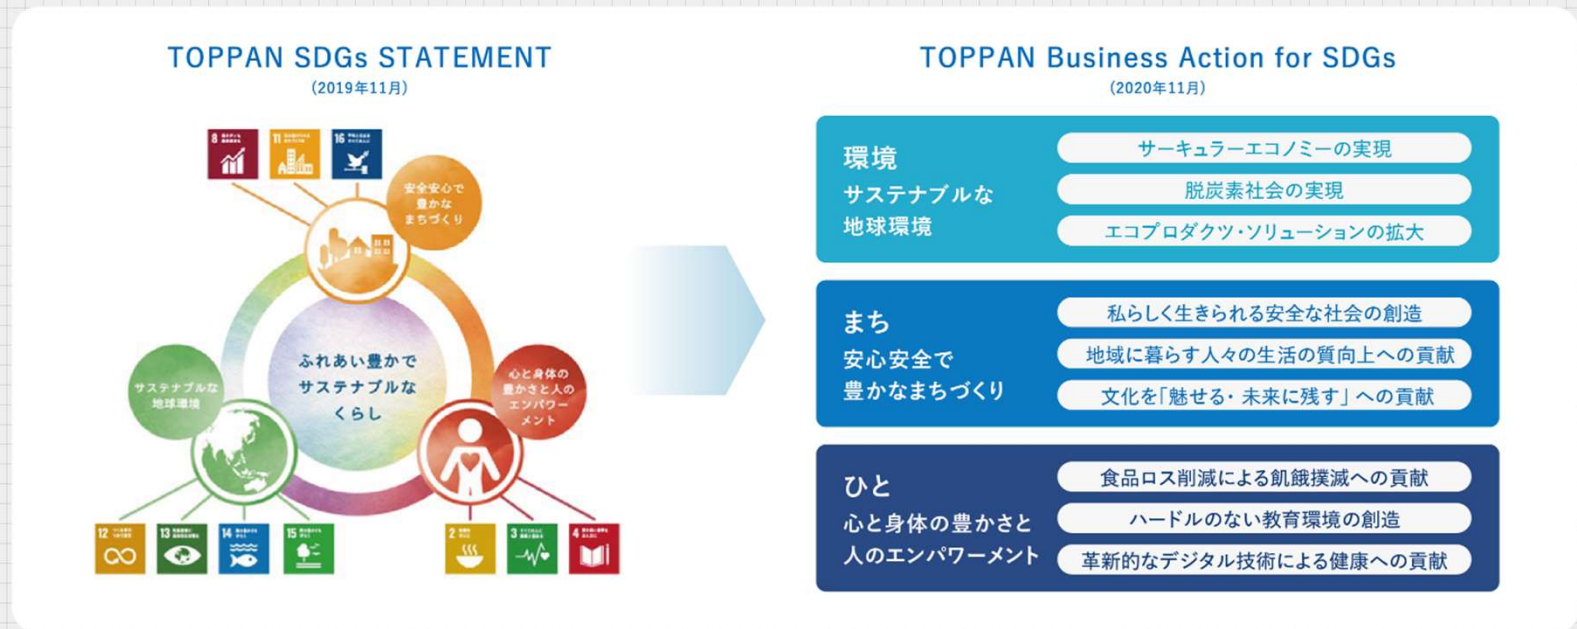 TOPPAN SDGs STATEMENT
(2019年11月)
8
11
16
安全安心で
豊かな
まちづくり
ふれあい豊かで
サステナブルな
くらし
サステナブルな
地球環境
心と身体の
豊かさと人の
エンパワー
メント
12
13
14
15
2
3
4
TOPPAN Business Action for SDGs
(2020年11月)
環境
サステナブルな
地球環境
サーキュラーエコノミーの実現
脱炭素社会の実現
エコプロダクツ・ソリューションの拡大
まち
安心安全で
豊かなまちづくり
私らしく生きられる安全な社会の創造
地域に暮らす人々の生活の質向上への貢献
文化を「魅せる・未来に残す」への貢献
ひと
心と身体の豊かさと
人のエンパワーメント
食品ロス削減による飢餓撲滅への貢献
ハードルのない教育環境の創造
革新的なデジタル技術による健康への貢献